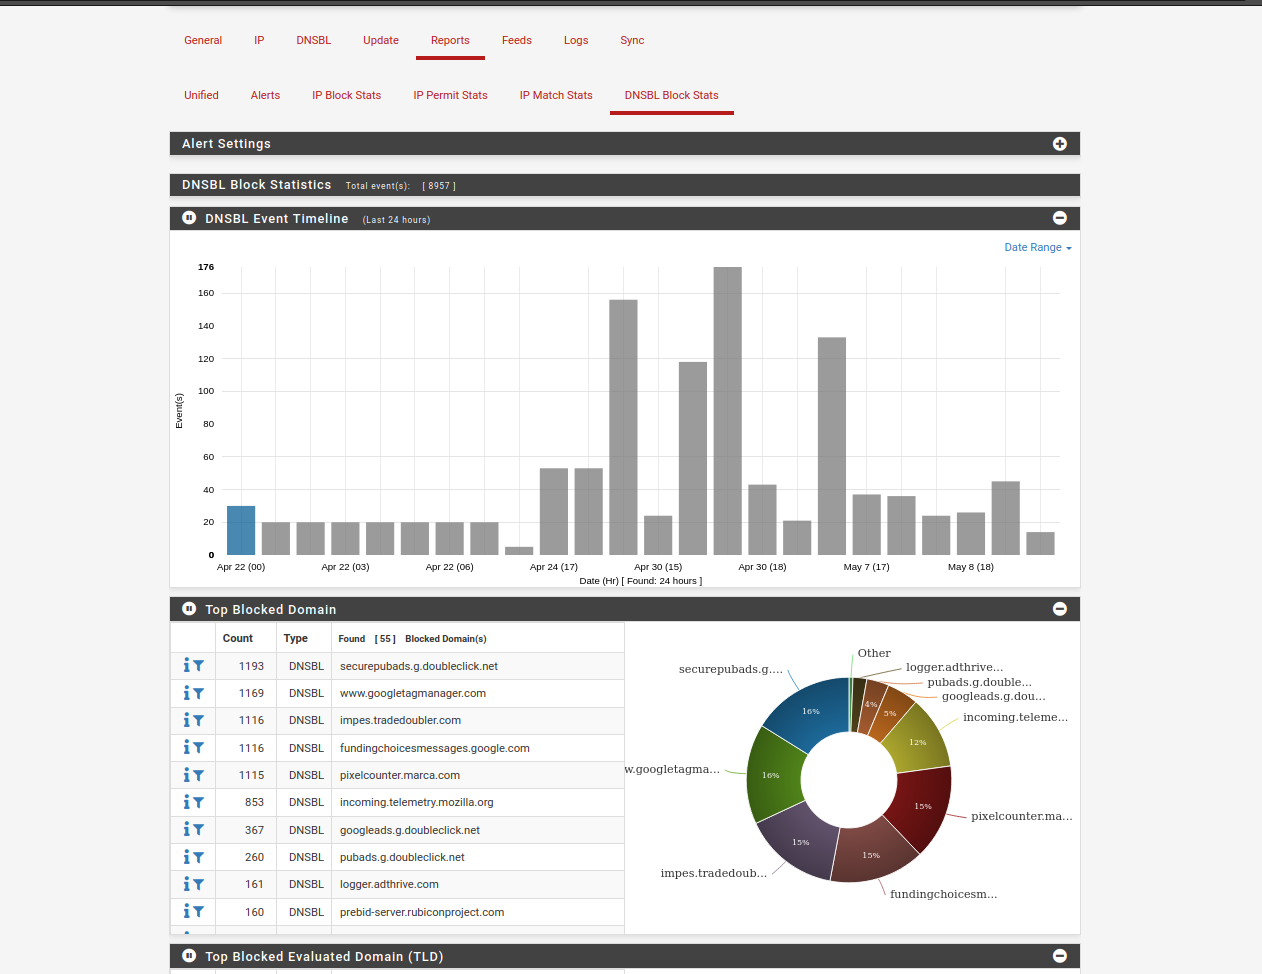 General IP DNSBL Update Reports Feeds Logs Sync
Unified Alerts IP Block Stats IP Permit Stats IP Match Stats DNSBL Block Stats
Alert Settings
DNSBL Block Statistics Total event(s): [ 8957 ]
DNSBL Event Timeline (Last 24 hours)
Date Range
176
160
140
120
100
80
60
40
20
0
Event(s)
Apr 22 (00) Apr 22 (03) Apr 22 (06) Apr 24 (17) Apr 30 (15) Apr 30 (18) May 7 (17) May 8 (18)
Date (Hr) [ Found: 24 hours ]
Top Blocked Domain
Count Type Found [ 55 ] Blocked Domain(s)
1193 DNSBL securepubads.g.doubleclick.net
1169 DNSBL www.googletagmanager.com
1116 DNSBL impes.tradedoubler.com
1116 DNSBL fundingchoicesmessages.google.com
1115 DNSBL pixelcounter.marca.com
853 DNSBL incoming.telemetry.mozilla.org
367 DNSBL googleads.g.doubleclick.net
260 DNSBL pubads.g.doubleclick.net
161 DNSBL logger.adthrive.com
160 DNSBL prebid-server.rubiconproject.com
Other
securepubads.g....
logger.adthrive...
pubads.g.double...
googleads.g.dou...
incoming.teleme...
w.googletagma...
pixelcounter.ma...
impes.tradedoub...
fundingchoicesm...
16%
4%
5%
12%
16%
15%
15%
15%
Top Blocked Evaluated Domain (TLD)